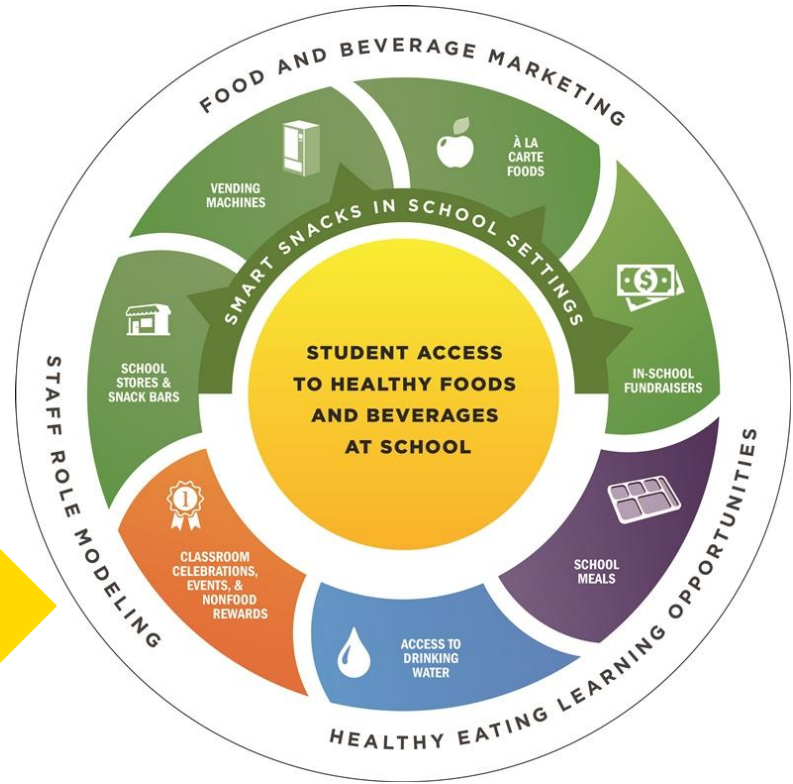 FOOD AND BEVERAGE MARKETING
VENDING
MACHINES
À LA
CARTE
FOODS
SMART SNACKS IN SCHOOL SETTINGS
SCHOOL
STORES &
SNACK BARS
IN-SCHOOL
FUNDRAISERS
STUDENT ACCESS
TO HEALTHY FOODS
AND BEVERAGES
AT SCHOOL
1
CLASSROOM
CELEBRATIONS,
EVENTS, &
NONFOOD
REWARDS
SCHOOL
MEALS
ACCESS TO
DRINKING
WATER
STAFF ROLE MODELING
HEALTHY EATING LEARNING OPPORTUNITIES
$